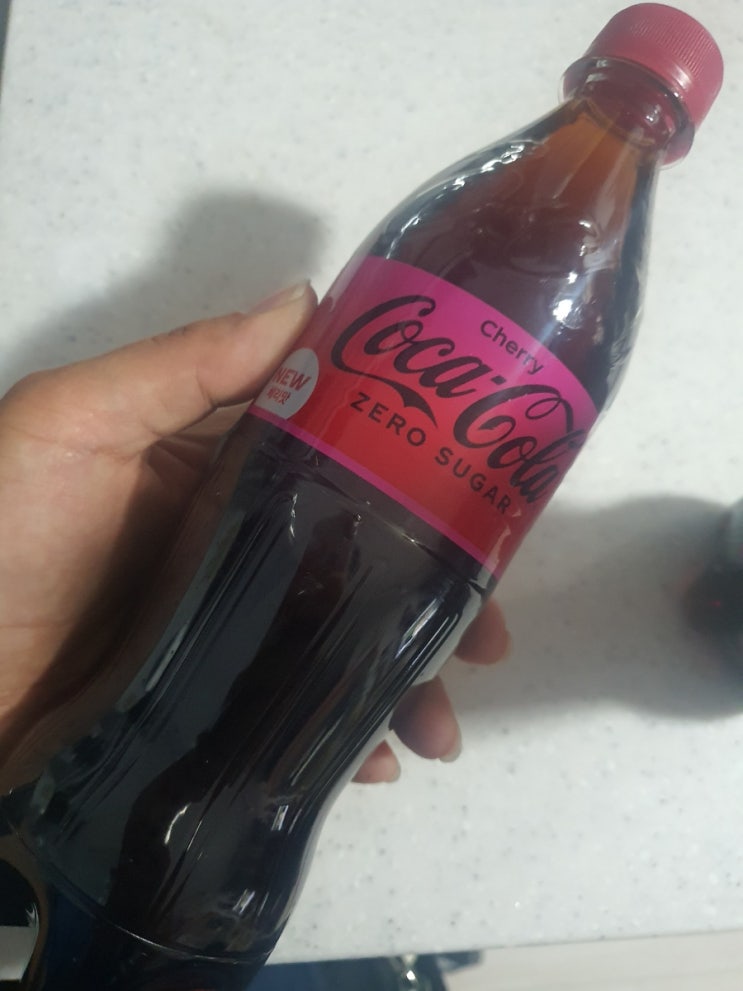 Cherry
Coca-Cola
ZERO SUGAR
NEW
체리맛